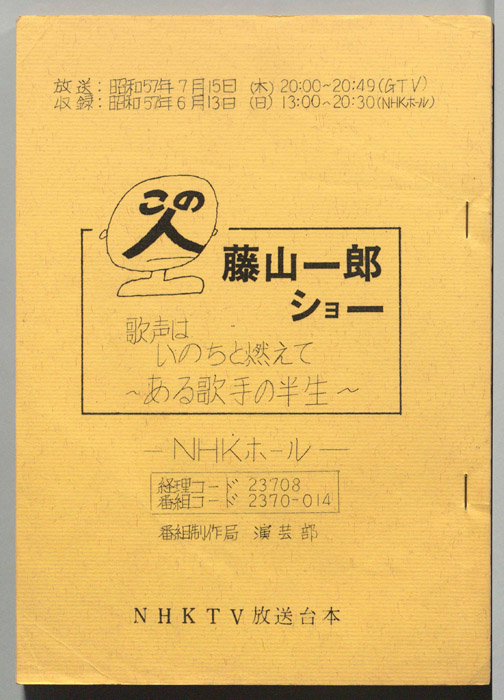 放送：昭和57年7月15日（木）20:00～20:49（GTV）
収録：昭和57年6月13日（日）13:00～20:30（NHKホール）
この
人
藤山一郎
ショー
歌声は
いのちと燃えて
～ある歌手の半生～
―NHKホール―
経理コード 23708
番組コード 2370-014
番組制作局 演芸部
NHKTV放送台本